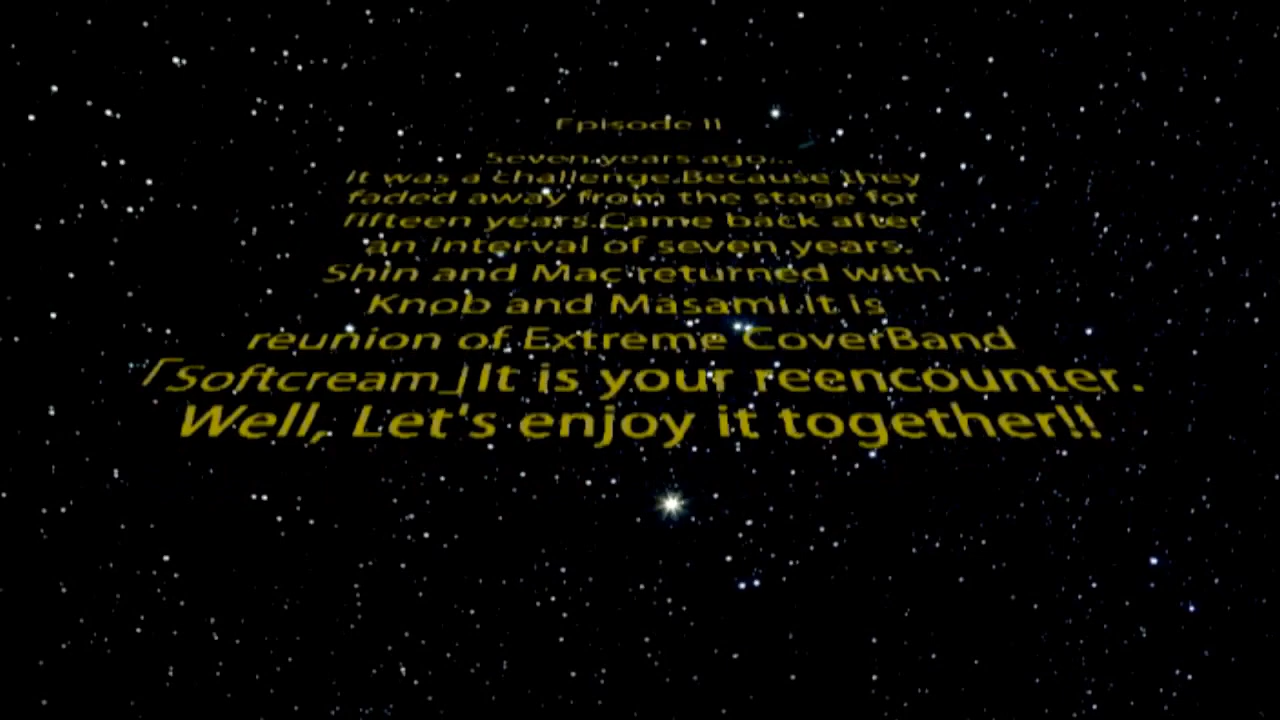 Episode II
Seven years ago...
It was a challenge.Because they
faded away from the stage for
fifteen years.Came back after
an interval of seven years.
Shin and Mac returned with
Knob and Masami.It is
reunion of Extreme CoverBand
「Softcream」It is your reencounter.
Well, Let's enjoy it together!!